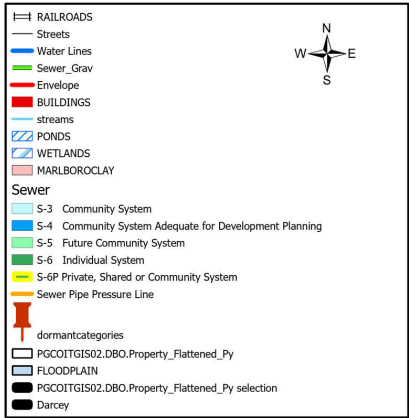 RAILROADS
Streets
Water Lines
Sewer_Grav
Envelope
BUILDINGS
streams
PONDS
WETLANDS
MARLBOROCLAY
N
W E
S
Sewer
S-3 Community System
S-4 Community System Adequate for Development Planning
S-5 Future Community System
S-6 Individual System
S-6P Private, Shared or Community System
Sewer Pipe Pressure Line
dormantcategories
PGCOITGIS02.DBO.Property_Flattened_Py
FLOODPLAIN
PGCOITGIS02.DBO.Property_Flattened_Py selection
Darcey